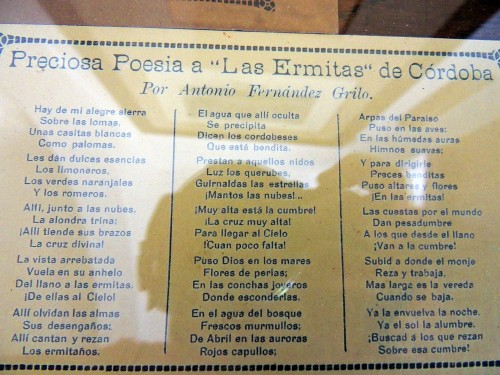 Preciosa Poesia a "Las Ermitas" de Córdoba
Por Antonio Fernández Grilo.
Hay de mi alegre sierra
Sobre las lomas,
Unas casitas blancas
Como palomas.
Les dán dulces esencias
Los limoneros,
Los verdes naranjales
Y los romeros.
Allí, junto a las nubes,
La alondra trina;
¡Allí tiende sus brazos
La cruz divina!
La vista arrebatada
Vuela en su anhelo
Del llano a las ermitas,
¡De ellas al Cielo!
Allí olvidan las almas
Sus desengaños;
Allí cantan y rezan
Los ermitaños.
El agua que allí oculta
Se precipita
Dicen los cordobeses
Que está bendita.
Prestan a aquellos nidos
Luz los querubes,
Guirnaldas las estrellas
¡Mantos las nubes!...
¡Muy alta está la cumbre!
¡La cruz muy alta!
Para llegar al Cielo
¡Cuan poco falta!
Puso Dios en los mares
Flores de perlas;
En las conchas joyeros
Donde esconderlas.
En el agua del bosque
Frescos murmullos;
De Abril en las auroras
Rojos capullos;
Arpas del Paraiso
Puso en las aves;
En las húmedas auras
Himnos suaves;
Y para dirigirle
Preces benditas
Puso altares y flores
¡En las ermitas!
Las cuestas por el mundo
Dan pesadumbre
A los que desde el llano
¡Van a la cumbre!
Subid a donde el monje
Reza y trabaja,
Mas larga es la vereda
Cuando se baja.
Ya la envuelva la noche,
Ya el sol la alumbre,
¡Buscad a los que rezan
Sobre esa cumbre!